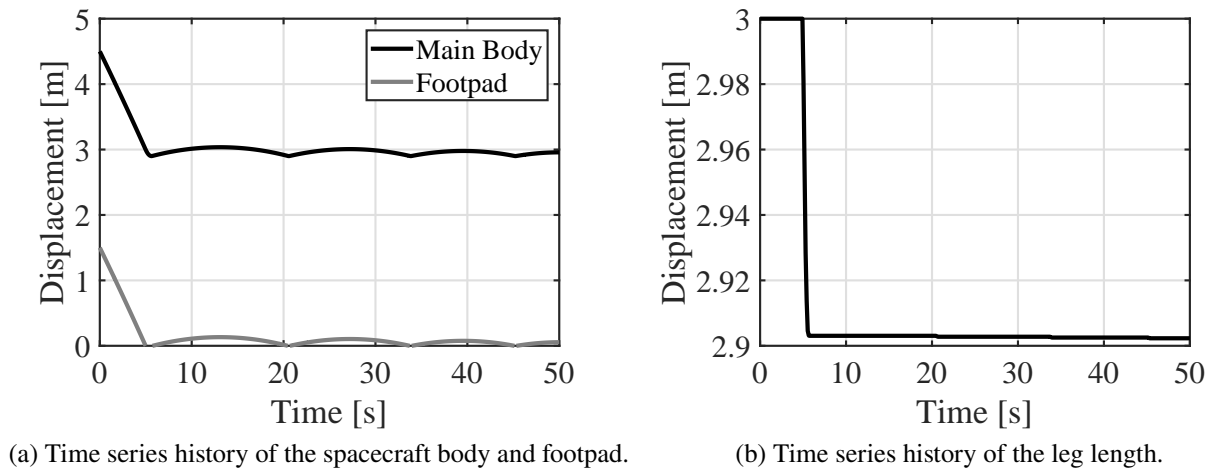 5
4
3
2
1
0
Displacement [m]
Main Body
Footpad
0 10 20 30 40 50
Time [s]
(a) Time series history of the spacecraft body and footpad.
3
2.98
2.96
2.94
2.92
2.9
Displacement [m]
0 10 20 30 40 50
Time [s]
(b) Time series history of the leg length.